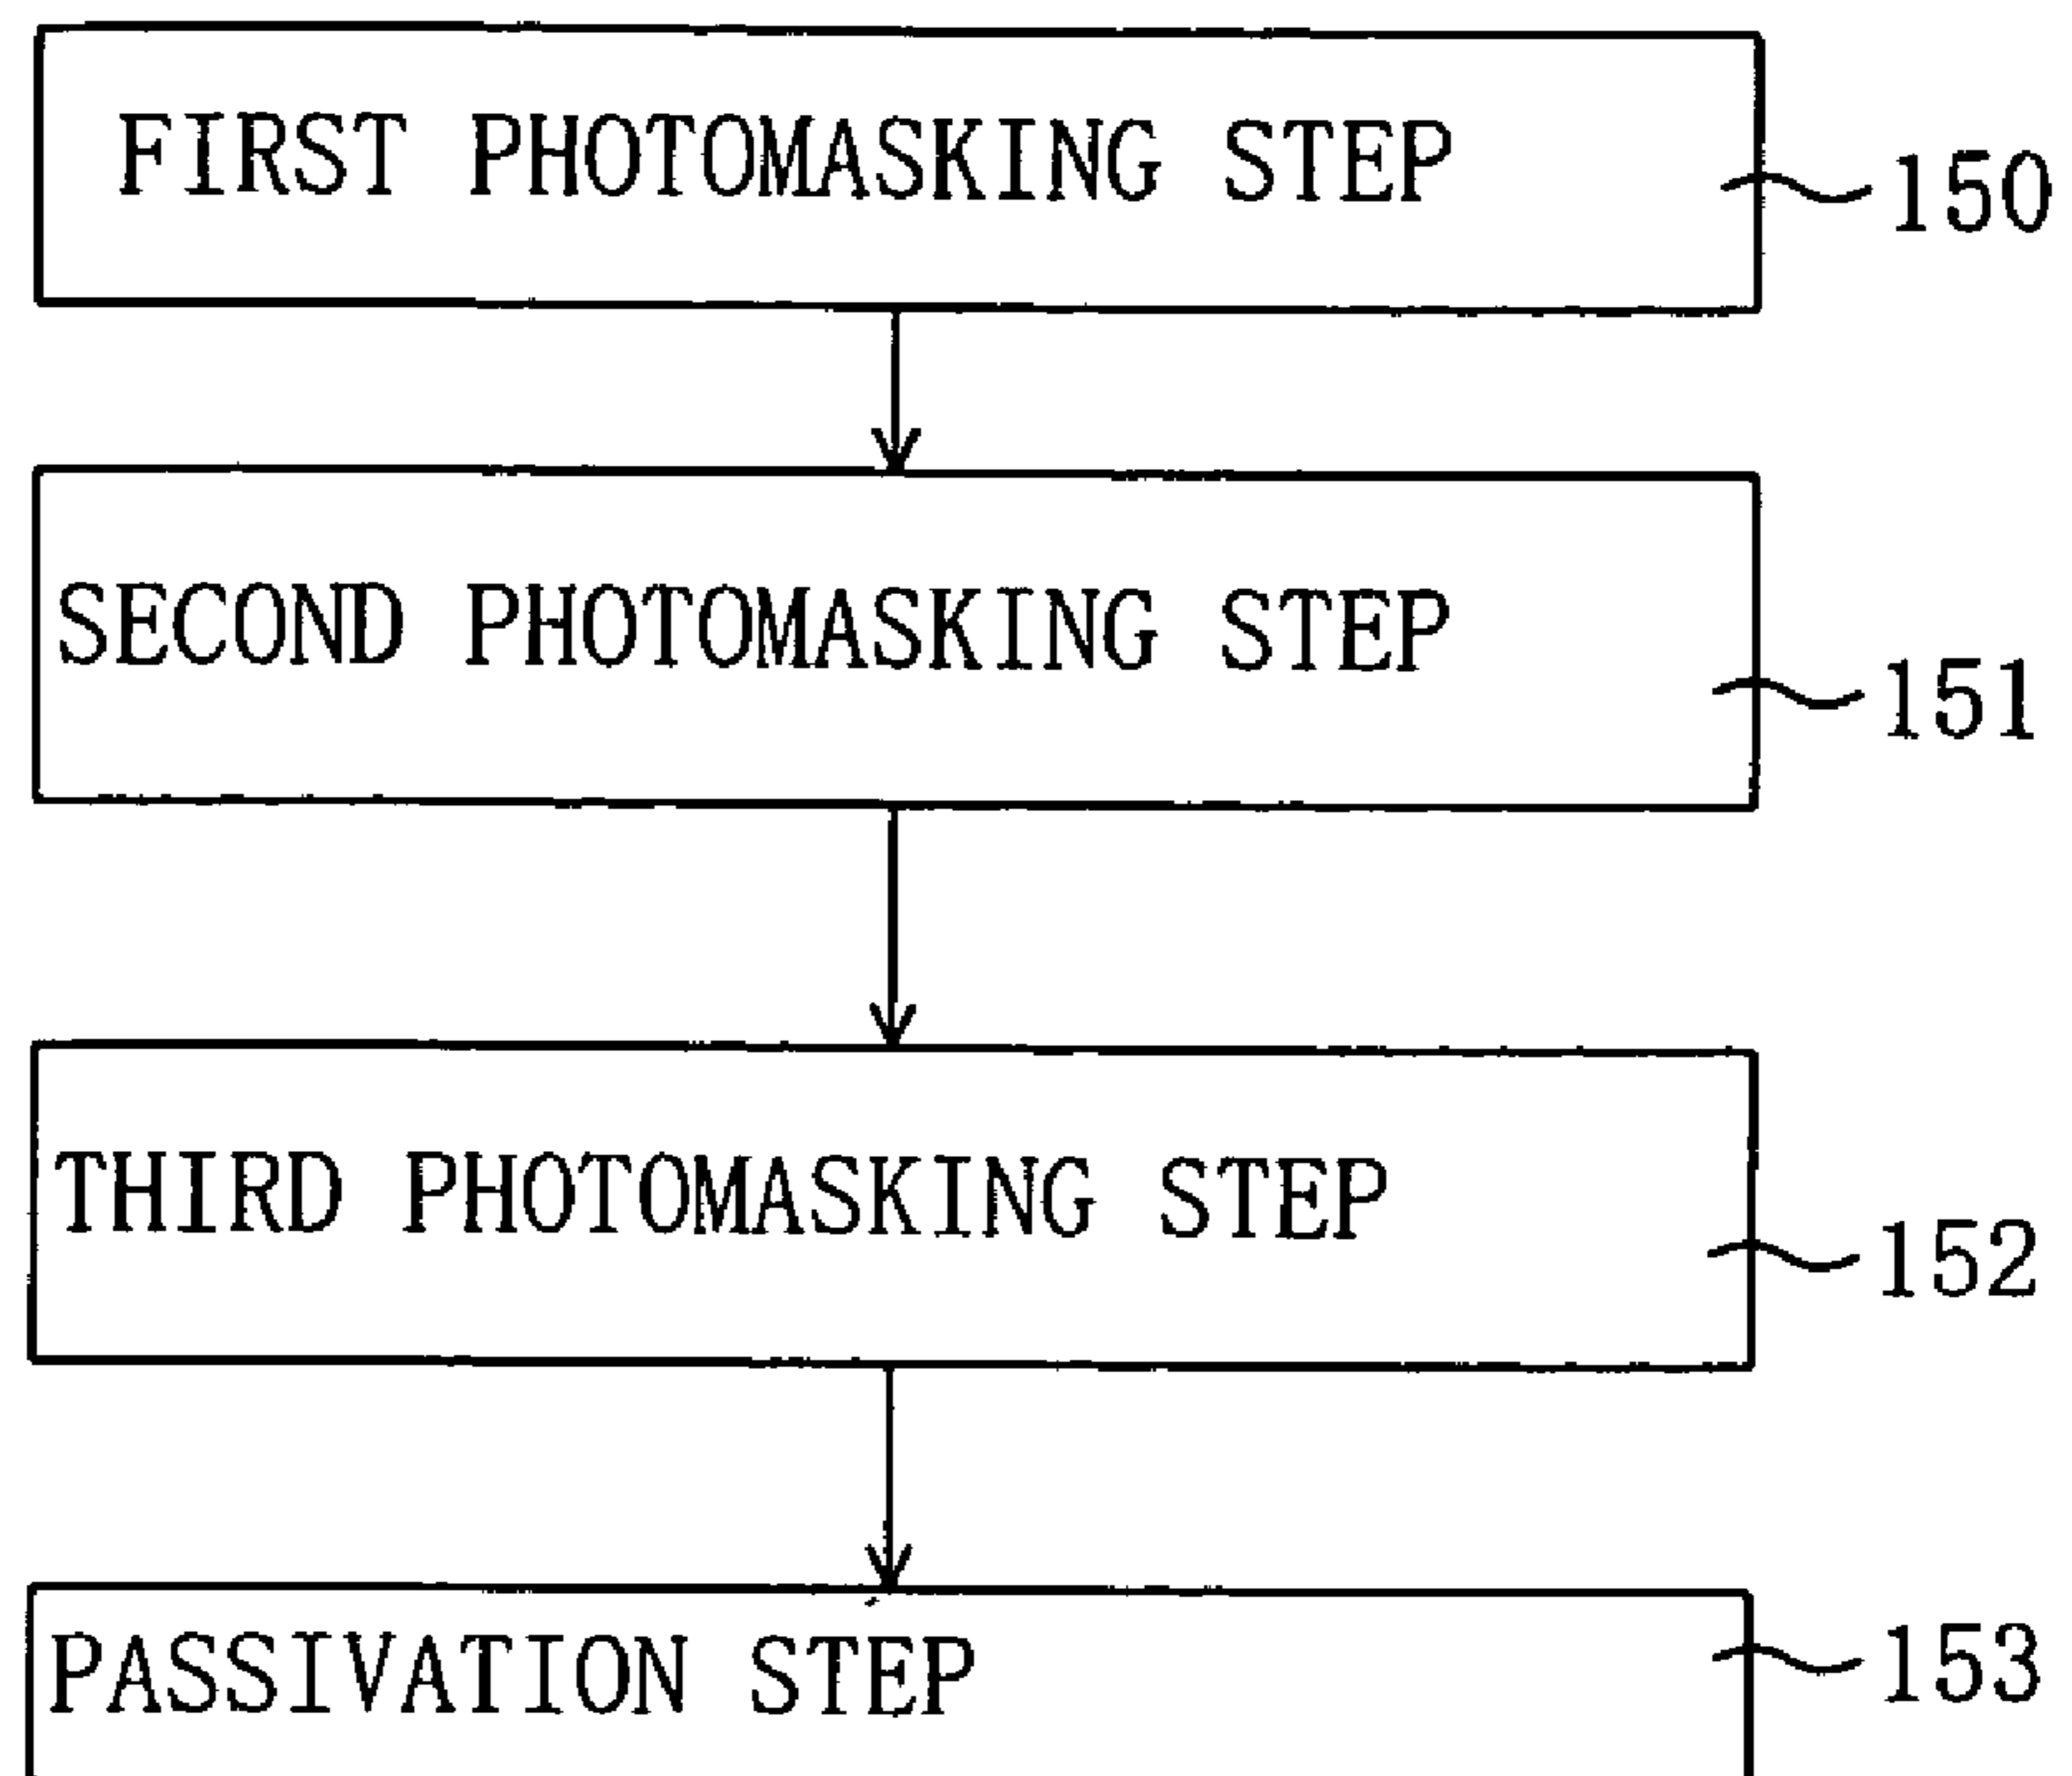 FIRST PHOTOMASKING STEP
150
SECOND PHOTOMASKING STEP
151
THIRD PHOTOMASKING STEP
152
PASSIVATION STEP
153